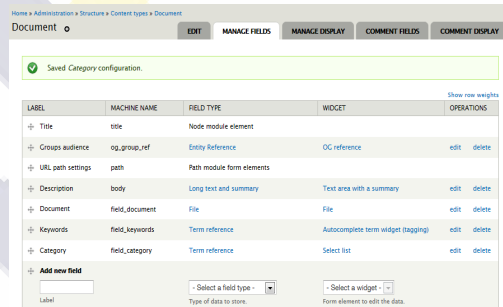 Home » Administration » Structure » Content types » Document
Document
EDIT MANAGE FIELDS MANAGE DISPLAY COMMENT FIELDS COMMENT DISPLAY
Saved Category configuration.
Show row weights
LABEL MACHINE NAME FIELD TYPE WIDGET OPERATIONS
Title title Node module element
Groups audience og_group_ref Entity Reference OG reference edit delete
URL path settings path Path module form elements
Description body Long text and summary Text area with a summary edit delete
Document field_document File File edit delete
Keywords field_keywords Term reference Autocomplete term widget (tagging) edit delete
Category field_category Term reference Select list edit delete
Add new field
- Select a field type - - Select a widget -
Label Type of data to store. Form element to edit the data.